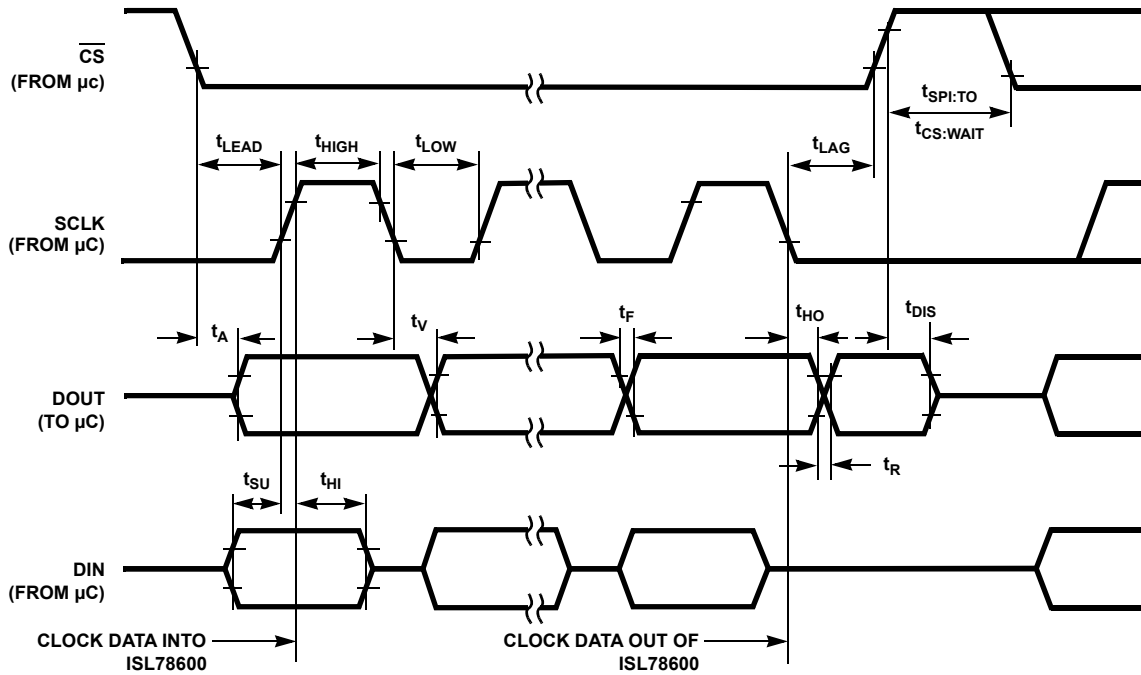 CS
(FROM µc)
tSPI:TO
tCS:WAIT
tLEAD
tHIGH
tLOW
tLAG
SCLK
(FROM µC)
tA
tV
tF
tHO
tDIS
DOUT
(TO µC)
tR
tSU
tHI
DIN
(FROM µC)
CLOCK DATA INTO
ISL78600
CLOCK DATA OUT OF
ISL78600